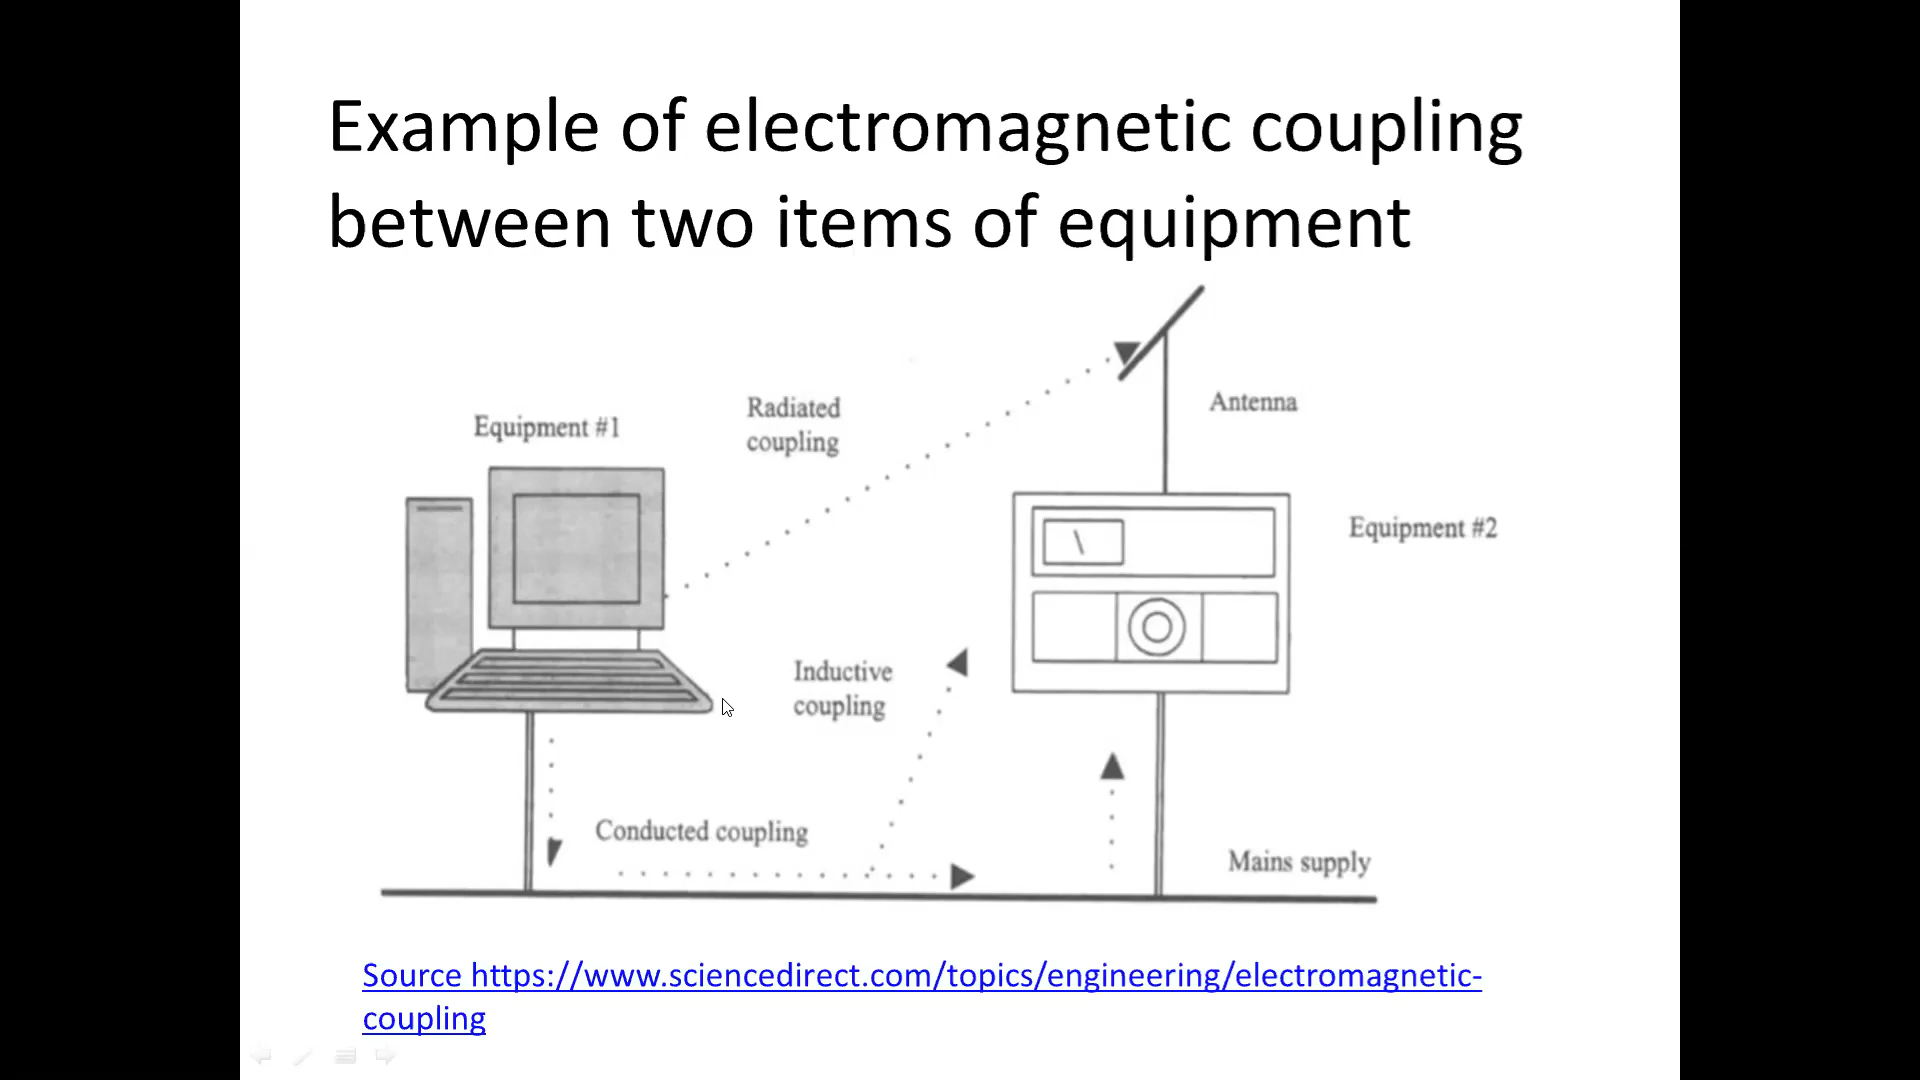 Example of electromagnetic coupling
between two items of equipment
Radiated
coupling
Antenna
Equipment #1
Equipment #2
Inductive
coupling
Conducted coupling
Mains supply
Source https://www.sciencedirect.com/topics/engineering/electromagnetic-
coupling